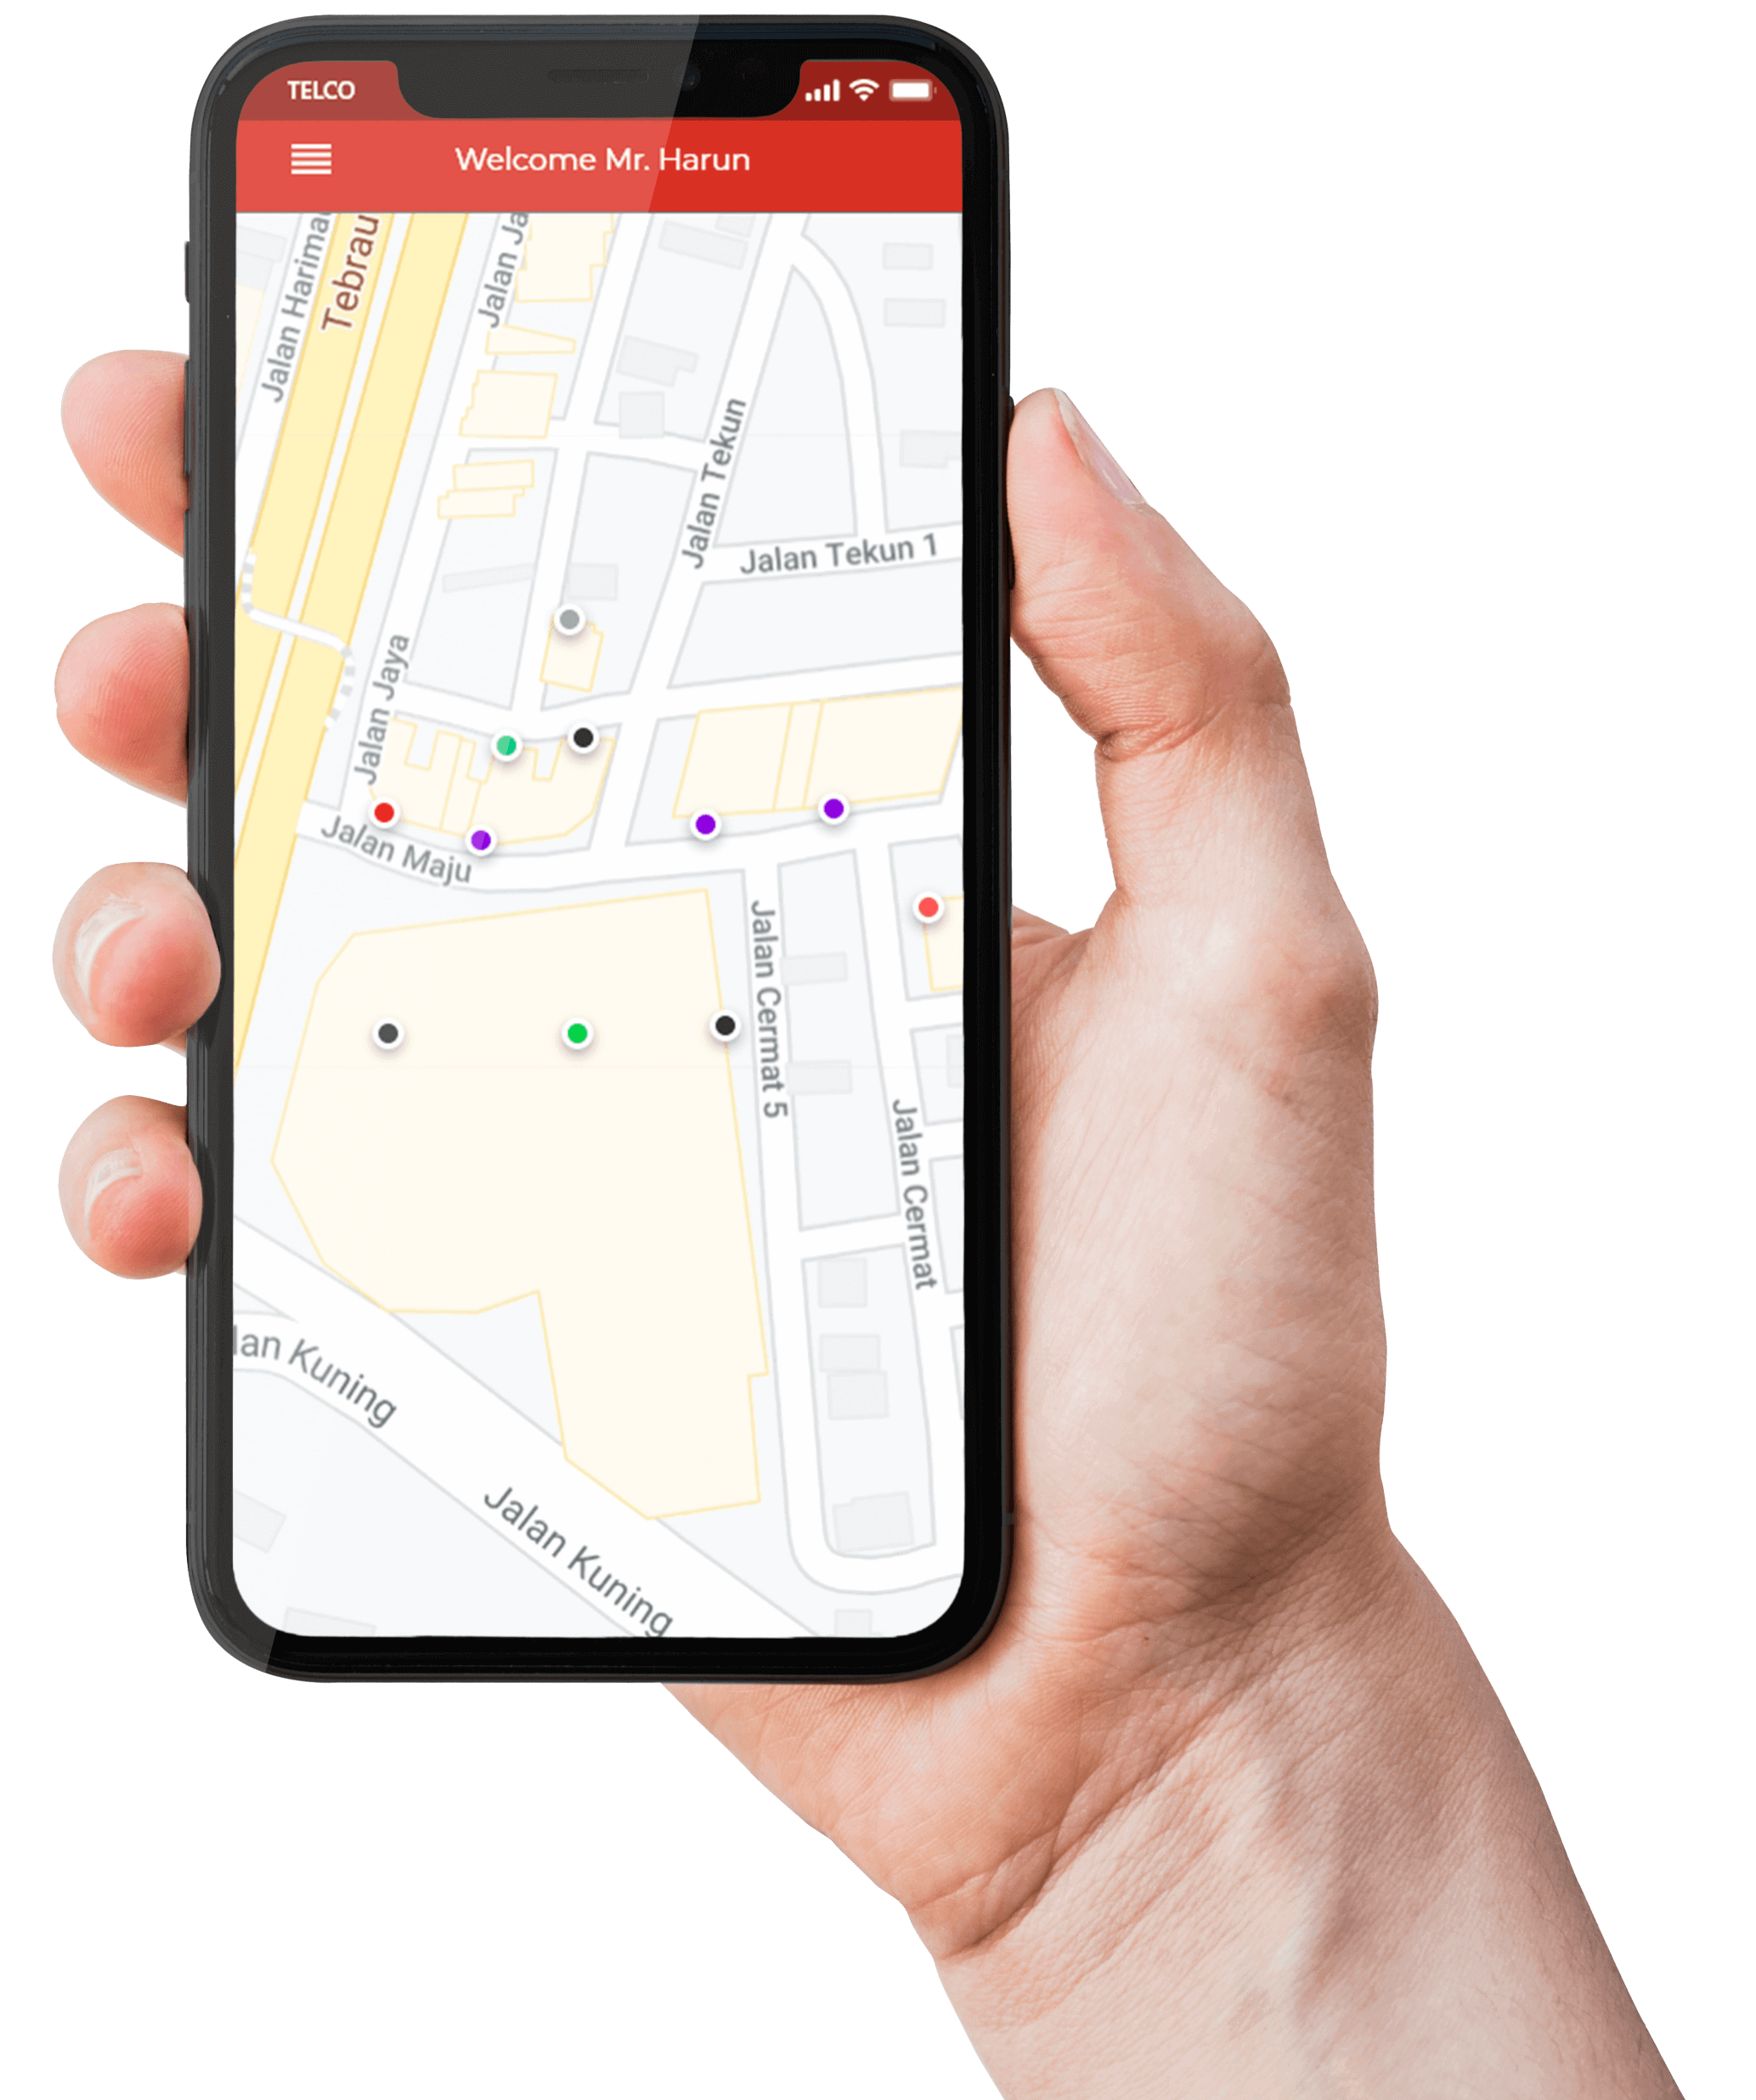 TELCO
Welcome Mr. Harun
Jalan Harimau
Tebrau
Jalan Ja
Jalan Tekun
Jalan Tekun 1
Jalan Jaya
Jalan Maju
Jalan Cermat 5
Jalan Cermat
lan Kuning
Jalan Kuning